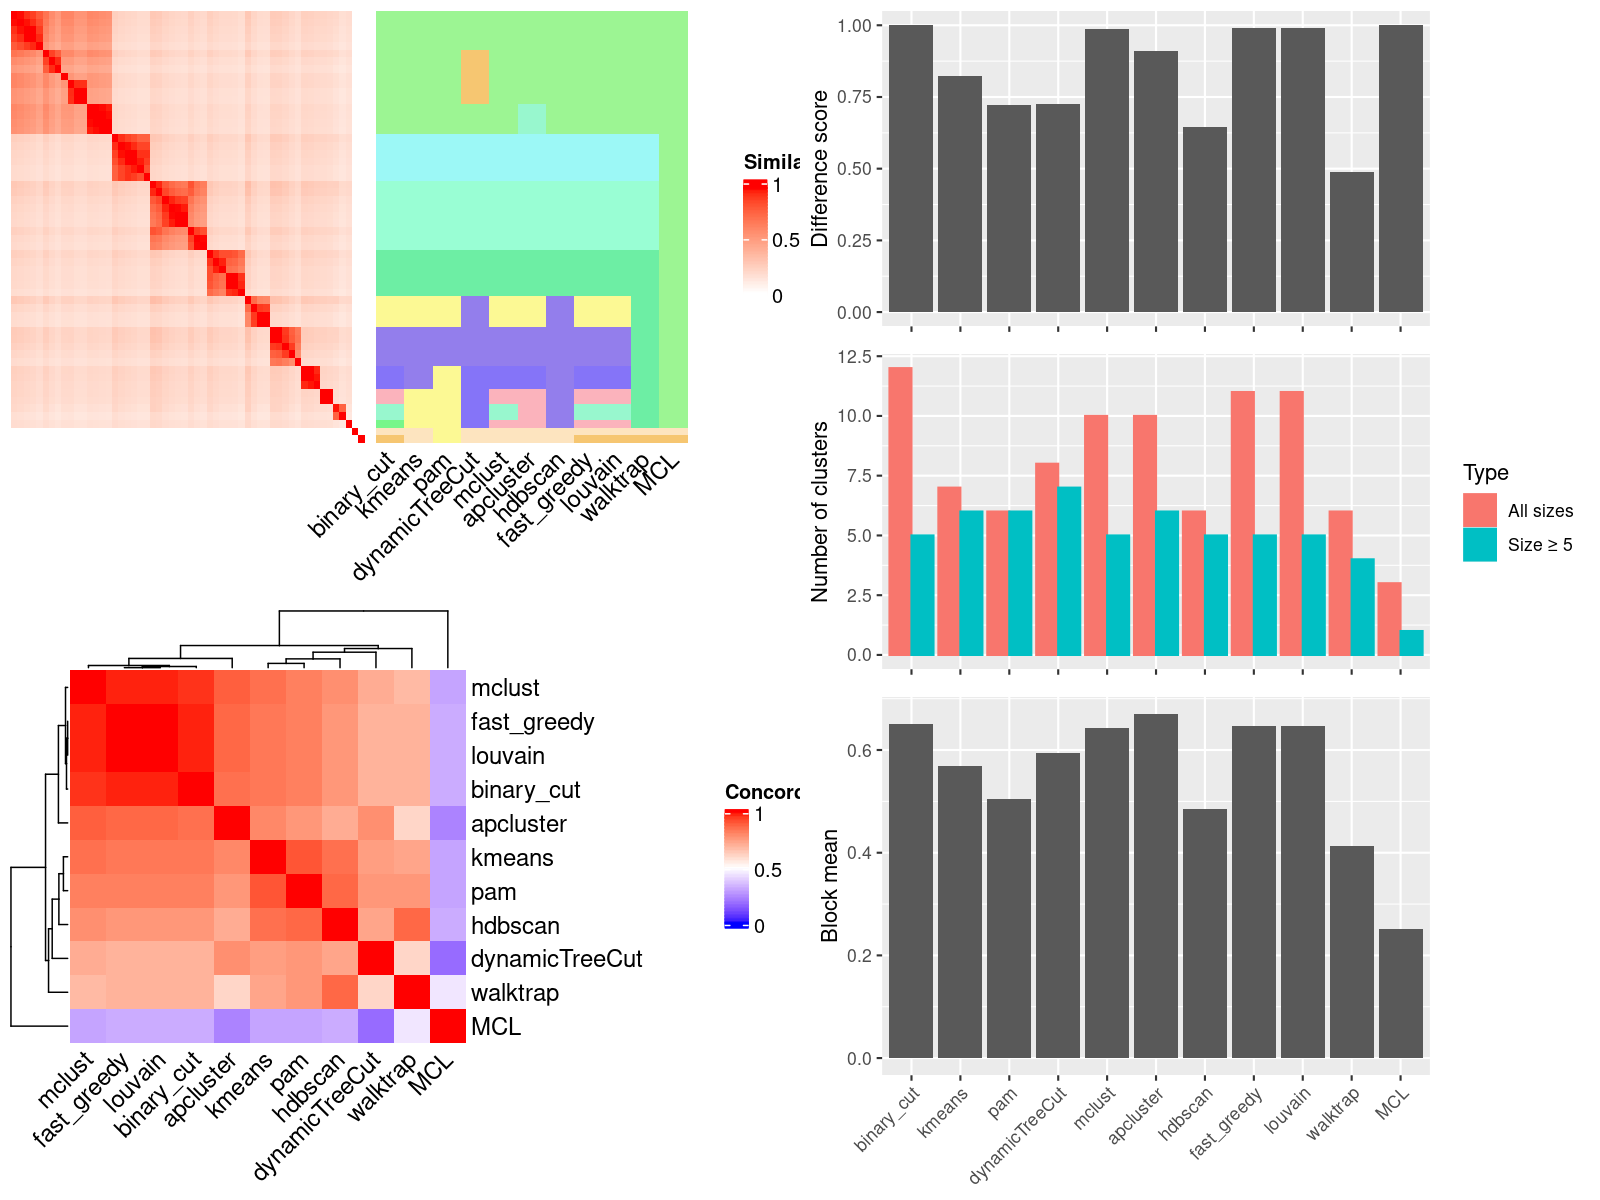 Simila
1
0.5
0
binary_cut
kmeans
pam
dynamicTreeCut
mclust
apcluster
hdbscan
fast_greedy
louvain
walktrap
MCL
mclust
fast_greedy
louvain
binary_cut
apcluster
kmeans
pam
hdbscan
dynamicTreeCut
walktrap
MCL
mclust
fast_greedy
louvain
binary_cut
apcluster
kmeans
pam
hdbscan
dynamicTreeCut
walktrap
MCL
Concord
1
0.5
0
Difference score
1.00
0.75
0.50
0.25
0.00
Number of clusters
12.5
10.0
7.5
5.0
2.5
0.0
Type
All sizes
Size ≥ 5
Block mean
0.6
0.4
0.2
0.0
binary_cut
kmeans
pam
dynamicTreeCut
mclust
apcluster
hdbscan
fast_greedy
louvain
walktrap
MCL